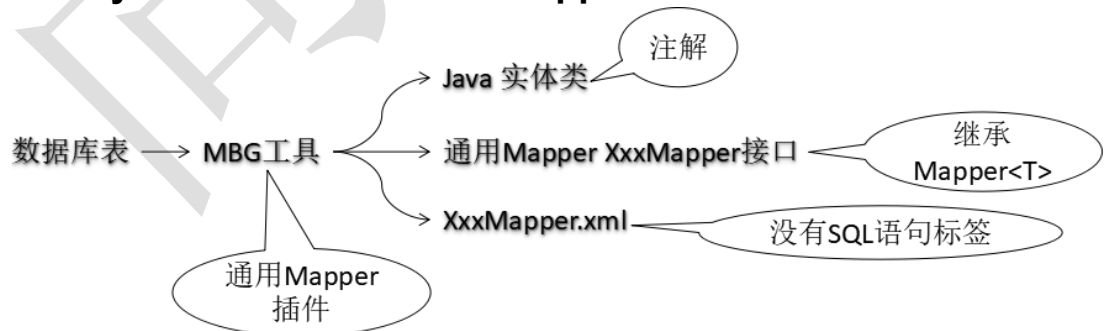 注解
Java 实体类
数据库表
MBG工具
通用Mapper XxxMapper接口
继承
Mapper<T>
XxxMapper.xml
没有SQL语句标签
通用Mapper
插件